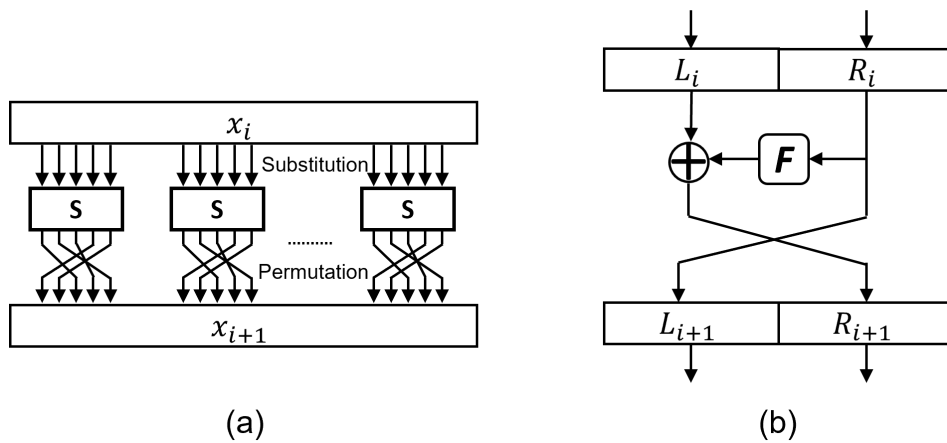 x_i
Substitution
S S S
..........
Permutation
x_{i+1}
(a)
L_i R_i
F
L_{i+1} R_{i+1}
(b)